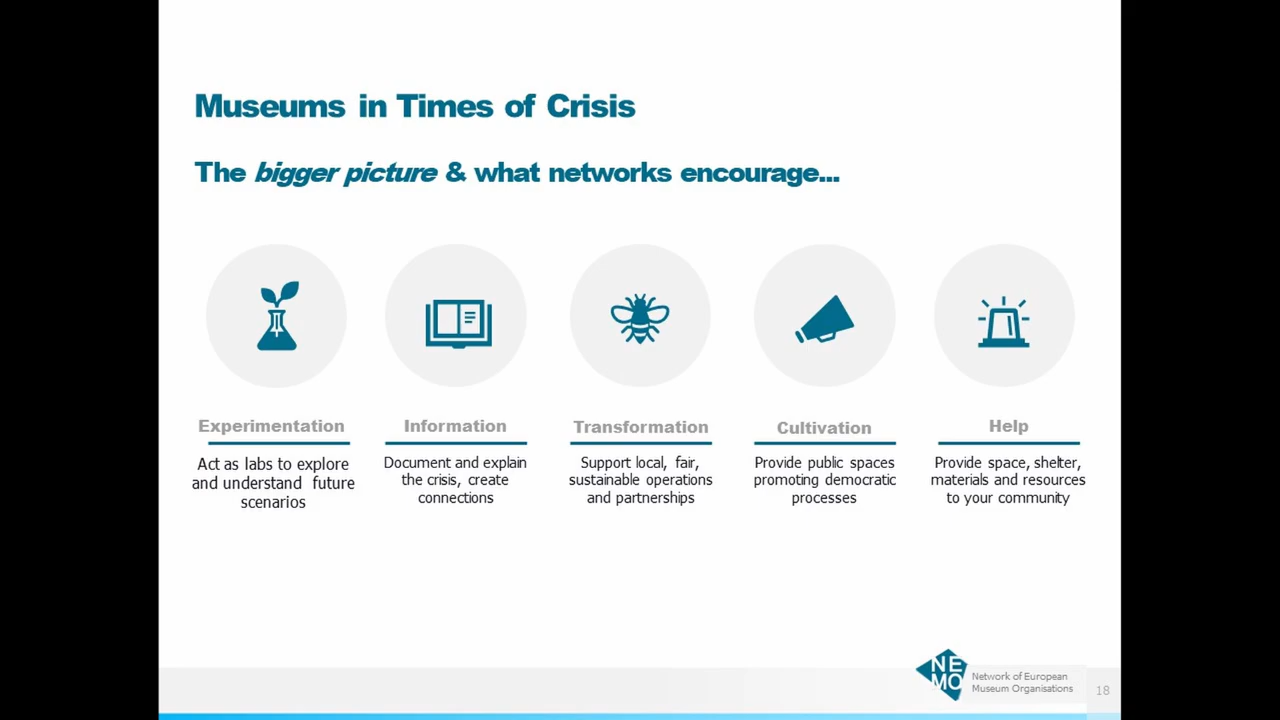 Museums in Times of Crisis
The bigger picture & what networks encourage...
Experimentation
Act as labs to explore
and understand future
scenarios
Information
Document and explain
the crisis, create
connections
Transformation
Support local, fair,
sustainable operations
and partnerships
Cultivation
Provide public spaces
promoting democratic
processes
Help
Provide space, shelter,
materials and resources
to your community
NE
MO
Network of European
Museum Organisations
18